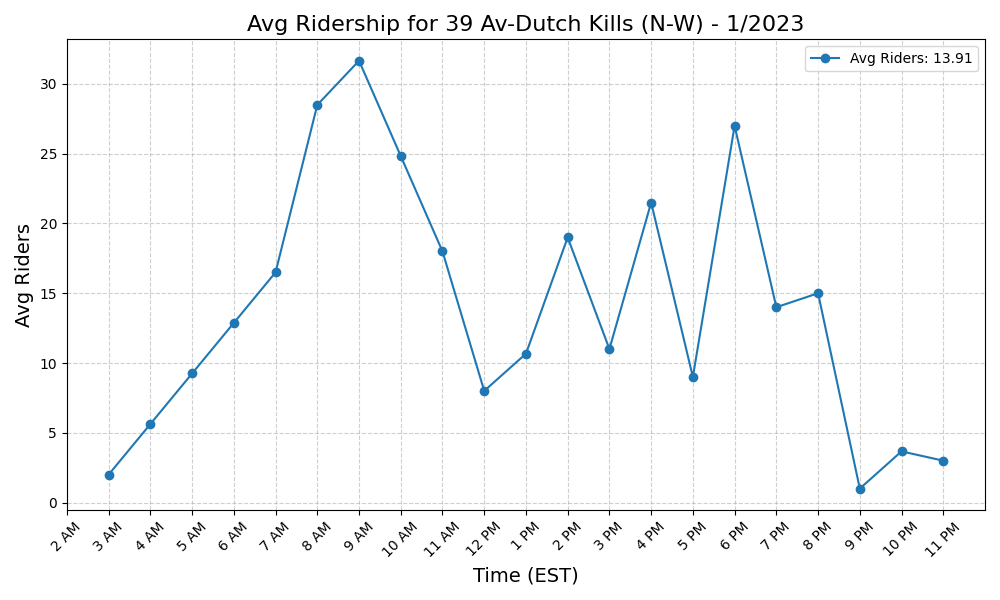 Avg Ridership for 39 Av-Dutch Kills (N-W) - 1/2023
Avg Riders: 13.91
Avg Riders
30
25
20
15
10
5
0
2 AM
3 AM
4 AM
5 AM
6 AM
7 AM
8 AM
9 AM
10 AM
11 AM
12 PM
1 PM
2 PM
3 PM
4 PM
5 PM
6 PM
7 PM
8 PM
9 PM
10 PM
11 PM
Time (EST)